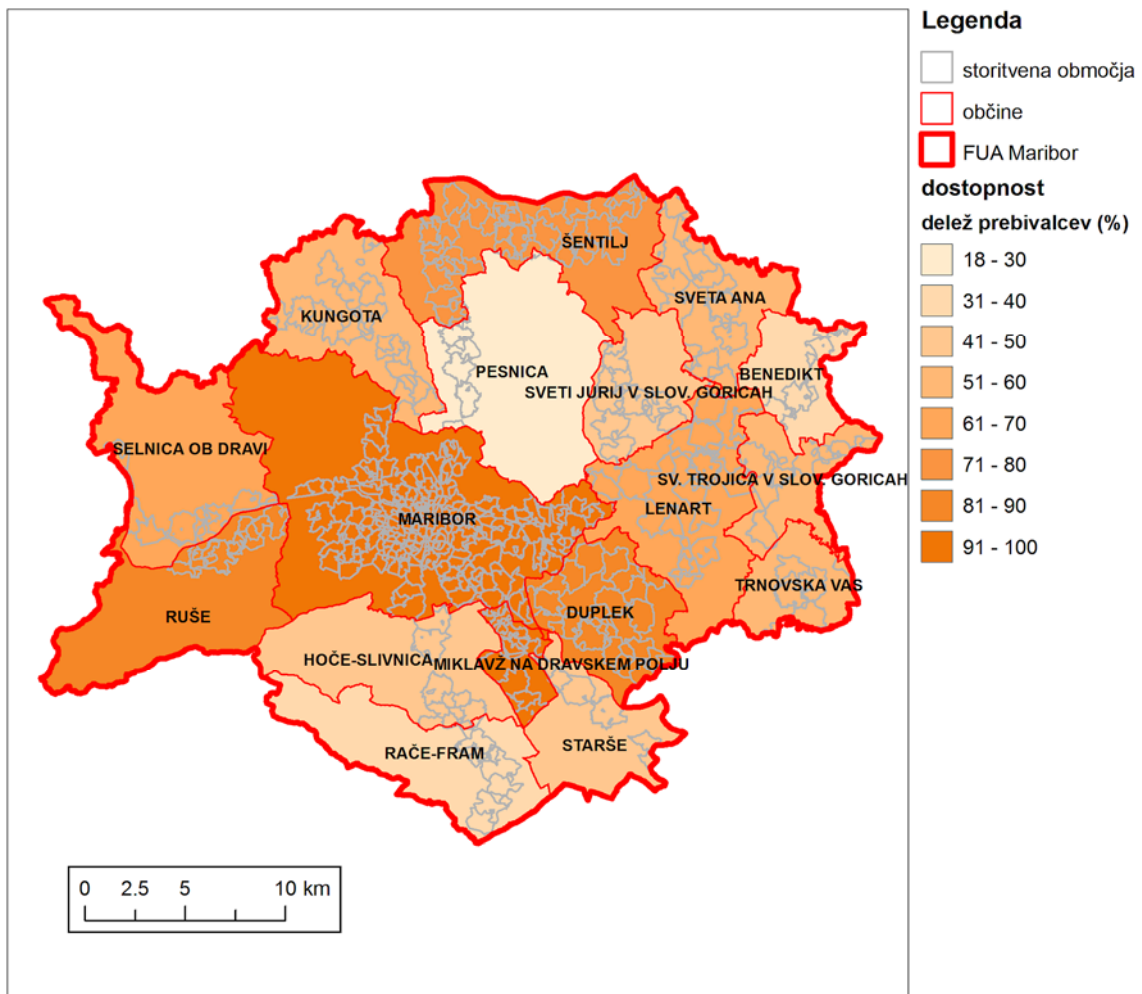 Legenda
storitvena območja
občine
FUA Maribor
dostopnost
delež prebivalcev (%)
18 - 30
31 - 40
41 - 50
51 - 60
61 - 70
71 - 80
81 - 90
91 - 100
ŠENTILJ
SVETA ANA
KUNGOTA
PESNICA
BENEDIKT
SVETI JURIJ V SLOV. GORICAH
SELNICA OB DRAVI
SV. TROJICA V SLOV. GORICAH
LENART
MARIBOR
TRNOVSKA VAS
RUŠE
DUPLEK
HOČE-SLIVNICA
MIKLAVŽ NA DRAVSKEM POLJU
STARŠE
RAČE-FRAM
0 2.5 5 10 km